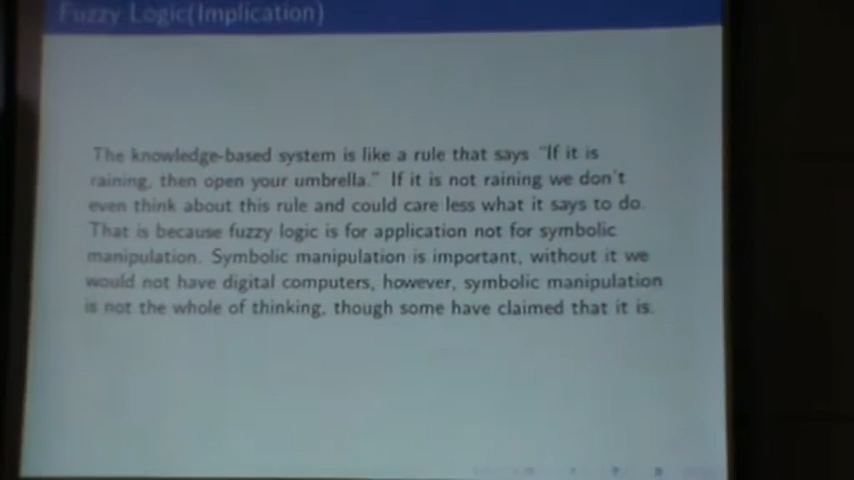 Fuzzy Logic(Implication)
The knowledge-based system is like a rule that says "If it is
raining, then open your umbrella." If it is not raining we don't
even think about this rule and could care less what it says to do.
That is because fuzzy logic is for application not for symbolic
manipulation. Symbolic manipulation is important, without it we
would not have digital computers, however, symbolic manipulation
is not the whole of thinking, though some have claimed that it is.